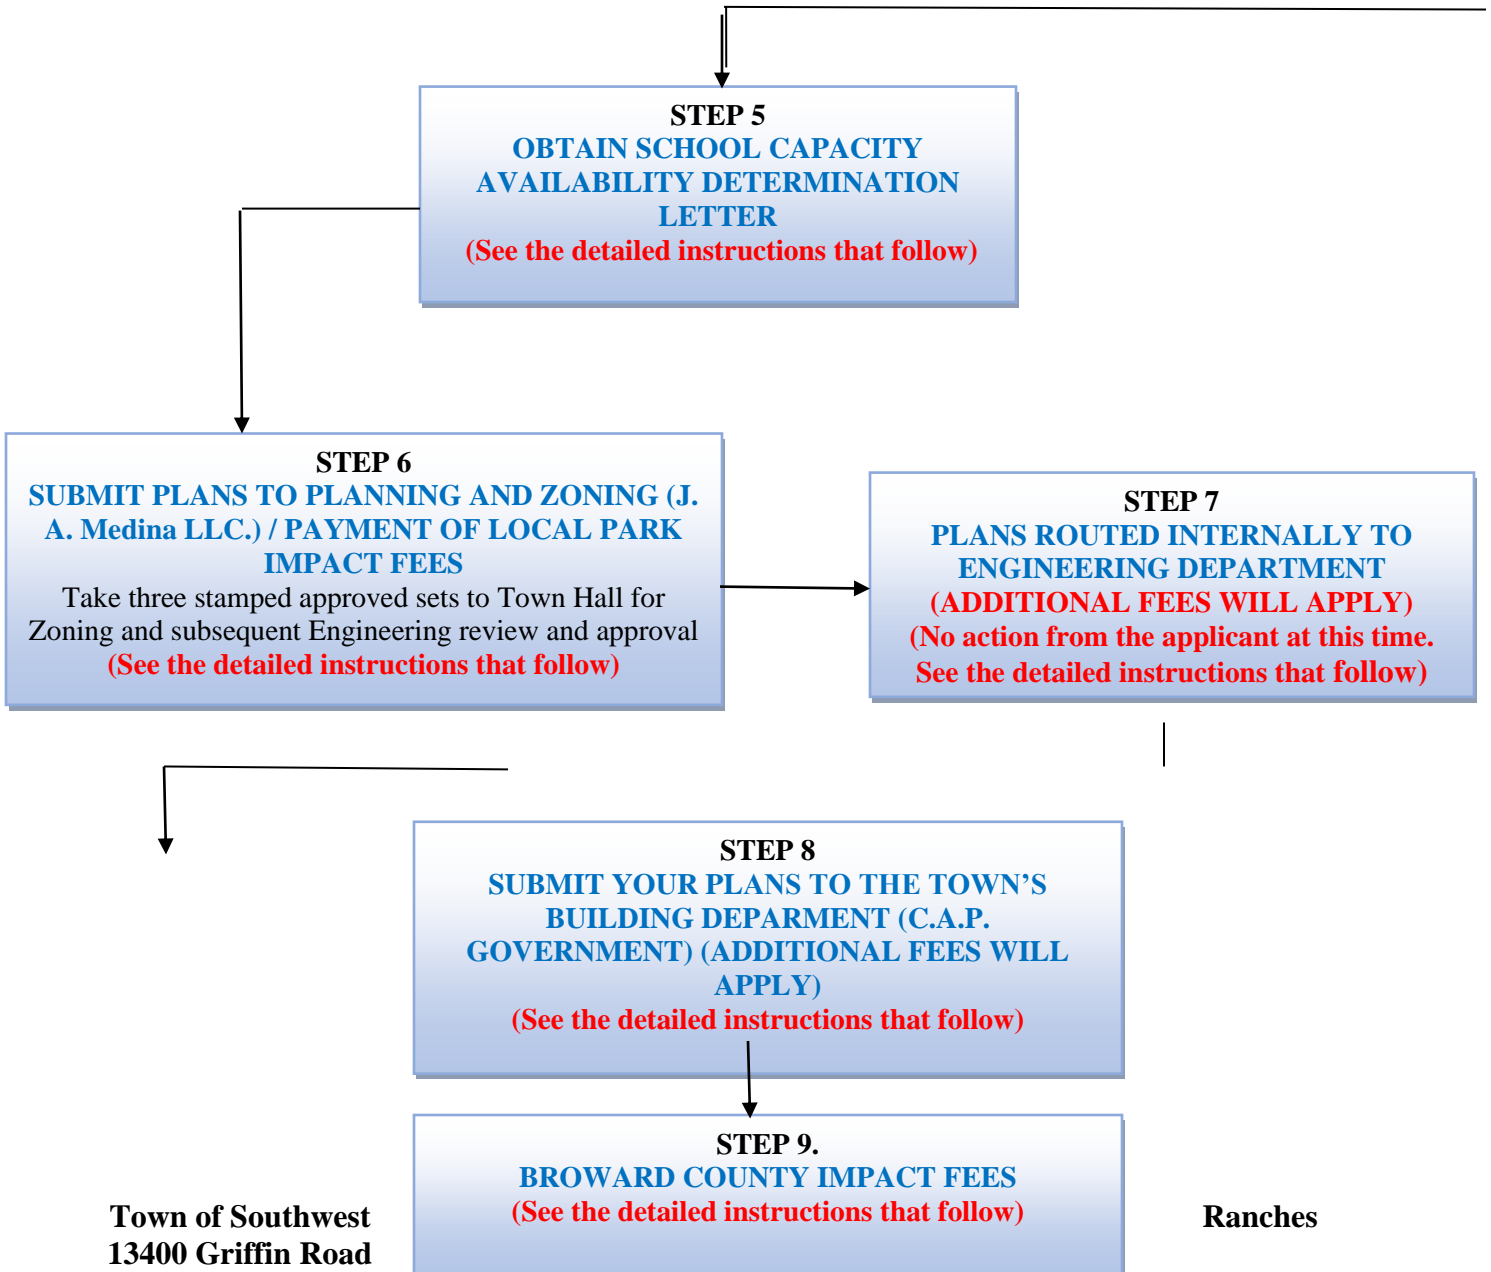 STEP 5
OBTAIN SCHOOL CAPACITY
AVAILABILITY DETERMINATION
LETTER
(See the detailed instructions that follow)
STEP 6
SUBMIT PLANS TO PLANNING AND ZONING (J.
A. Medina LLC.) / PAYMENT OF LOCAL PARK
IMPACT FEES
Take three stamped approved sets to Town Hall for
Zoning and subsequent Engineering review and approval
(See the detailed instructions that follow)
STEP 7
PLANS ROUTED INTERNALLY TO
ENGINEERING DEPARTMENT
(ADDITIONAL FEES WILL APPLY)
(No action from the applicant at this time.
See the detailed instructions that follow)
STEP 8
SUBMIT YOUR PLANS TO THE TOWN’S
BUILDING DEPARMENT (C.A.P.
GOVERNMENT) (ADDITIONAL FEES WILL
APPLY)
(See the detailed instructions that follow)
STEP 9.
BROWARD COUNTY IMPACT FEES
(See the detailed instructions that follow)
Town of Southwest Ranches
13400 Griffin Road